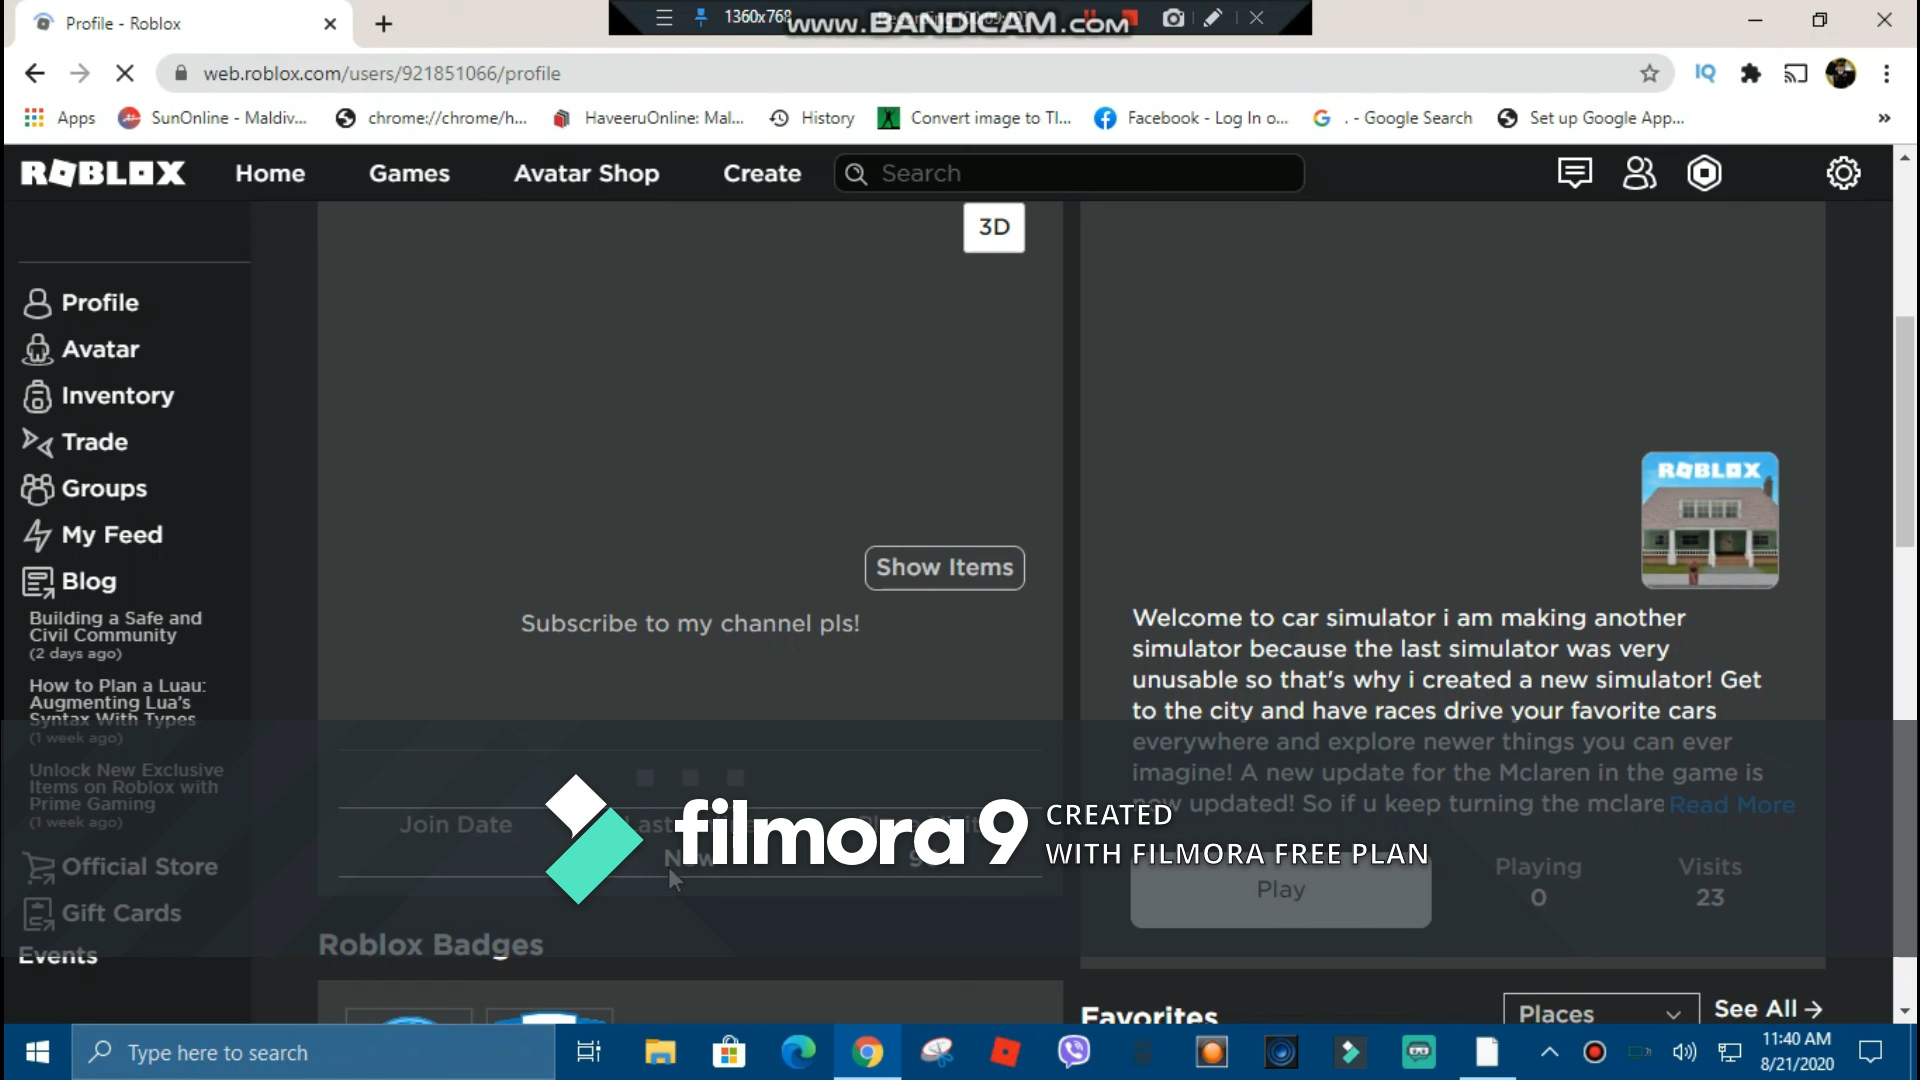 Profile - Roblox
1360x768
www.BANDICAM.com
web.roblox.com/users/921851066/profile
IQ
Apps
SunOnline - Maldiv...
chrome://chrome/h...
HaveeruOnline: Mal...
History
Convert image to TI...
Facebook - Log In o...
. - Google Search
Set up Google App...
»
ROBLOX
Home
Games
Avatar Shop
Create
Search
3D
Profile
Avatar
Inventory
Trade
Groups
My Feed
Blog
Building a Safe and
Civil Community
(2 days ago)
How to Plan a Luau:
Augmenting Lua's
Syntax With Types
(1 week ago)
Unlock New Exclusive
Items on Roblox with
Prime Gaming
(1 week ago)
Official Store
Gift Cards
Events
Show Items
Subscribe to my channel pls!
Join Date
Roblox Badges
ROBLOX
Welcome to car simulator i am making another
simulator because the last simulator was very
unusable so that's why i created a new simulator! Get
to the city and have races drive your favorite cars
everywhere and explore newer things you can ever
imagine! A new update for the Mclaren in the game is
now updated! So if u keep turning the mclare Read More
Play
Playing
0
Visits
23
filmora9
CREATED
WITH FILMORA FREE PLAN
Favorites
Places
See All
Type here to search
11:40 AM
8/21/2020